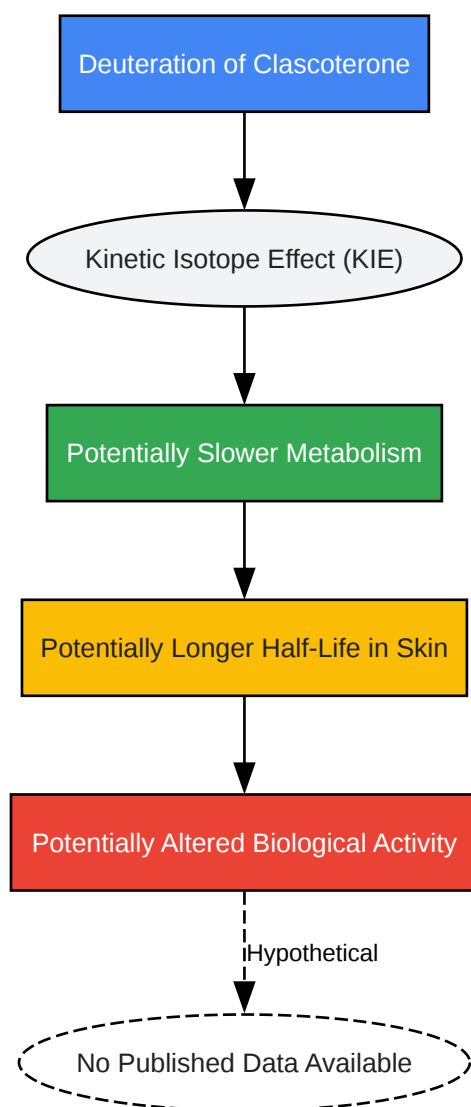 Deuteration of Clascoterone
Kinetic Isotope Effect (KIE)
Potentially Slower Metabolism
Potentially Longer Half-Life in Skin
Potentially Altered Biological Activity
Hypothetical
No Published Data Available